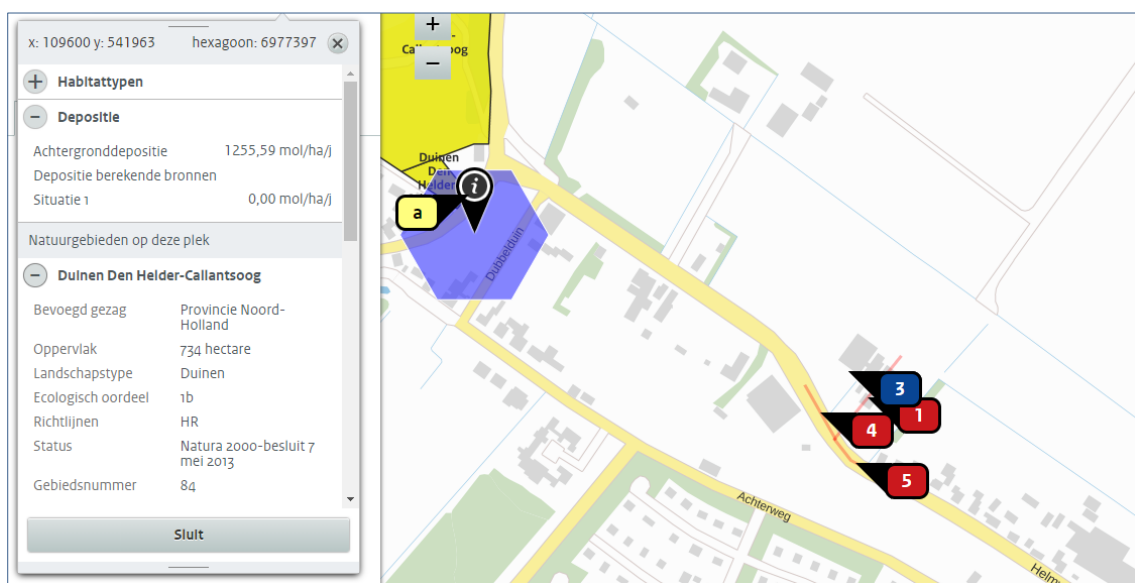 x: 109600 y: 541963 hexagoon: 6977397
Habitattypen
Depositie
Achtergronddepositie 1255,59 mol/ha/j
Depositie berekende bronnen
Situatie 1 0,00 mol/ha/j
Natuurgebieden op deze plek
Duinen Den Helder-Callantsoog
Bevoegd gezag Provincie Noord-
Holland
Oppervlak 734 hectare
Landschapstype Duinen
Ecologisch oordeel 1b
Richtlijnen HR
Status Natura 2000-besluit 7
mei 2013
Gebiedsnummer 84
Sluit
+
−
Duinen
Den
Helder
i
a
Dubbelduin
3
1
4
5
Achterweg